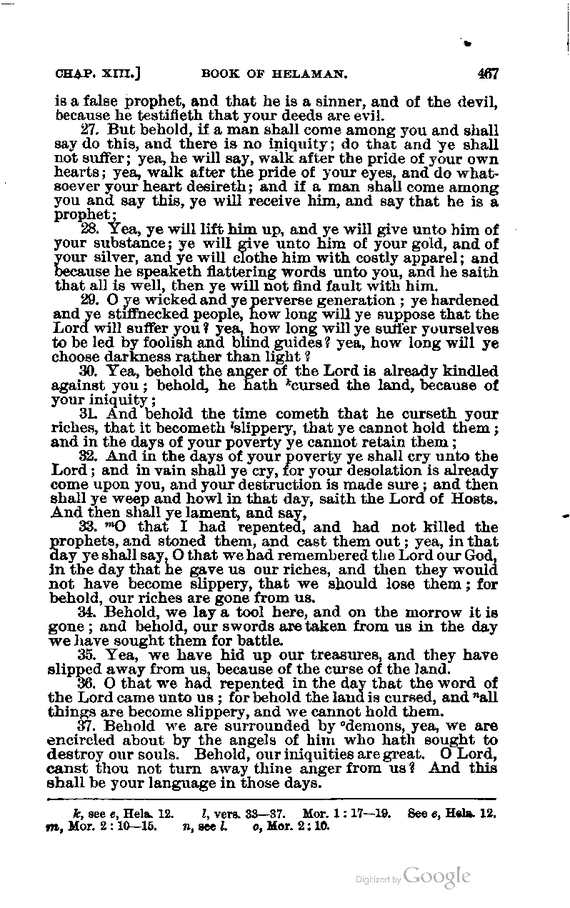 CHAP. XIII.] BOOK OF HELAMAN. 467
is a false prophet, and that he is a sinner, and of the devil,
because he testifieth that your deeds are evil.
27. But behold, if a man shall come among you and shall
say do this, and there is no iniquity; do that and ye shall
not suffer; yea, he will say, walk after the pride of your own
hearts; yea, walk after the pride of your eyes, and do what-
soever your heart desireth; and if a man shall come among
you and say this, ye will receive him, and say that he is a
prophet;
28. Yea, ye will lift him up, and ye will give unto him of
your substance; ye will give unto him of your gold, and of
your silver, and ye will clothe him with costly apparel; and
because he speaketh flattering words unto you, and he saith
that all is well, then ye will not find fault with him.
29. O ye wicked and ye perverse generation; ye hardened
and ye stiffnecked people, how long will ye suppose that the
Lord will suffer you? yea, how long will ye suffer yourselves
to be led by foolish and blind guides? yea, how long will ye
choose darkness rather than light?
30. Yea, behold the anger of the Lord is already kindled
against you; behold, he hath ᵏcursed the land, because of
your iniquity;
31. And behold the time cometh that he curseth your
riches, that it becometh ˡslippery, that ye cannot hold them;
and in the days of your poverty ye cannot retain them;
32. And in the days of your poverty ye shall cry unto the
Lord; and in vain shall ye cry, for your desolation is already
come upon you, and your destruction is made sure; and then
shall ye weep and howl in that day, saith the Lord of Hosts.
And then shall ye lament, and say,
33. ᵐO that I had repented, and had not killed the
prophets, and stoned them, and cast them out; yea, in that
day ye shall say, O that we had remembered the Lord our God,
in the day that he gave us our riches, and then they would
not have become slippery, that we should lose them; for
behold, our riches are gone from us.
34. Behold, we lay a tool here, and on the morrow it is
gone; and behold, our swords are taken from us in the day
we have sought them for battle.
35. Yea, we have hid up our treasures, and they have
slipped away from us, because of the curse of the land.
36. O that we had repented in the day that the word of
the Lord came unto us; for behold the land is cursed, and ⁿall
things are become slippery, and we cannot hold them.
37. Behold we are surrounded by ᵒdemons, yea, we are
encircled about by the angels of him who hath sought to
destroy our souls. Behold, our iniquities are great. O Lord,
canst thou not turn away thine anger from us? And this
shall be your language in those days.
k, see e, Hela. 12. l, vers. 33—37. Mor. 1:17—19. See e, Hela. 12.
m, Mor. 2:10—15. n, see l. o, Mor. 2:10.
Digitized by Google